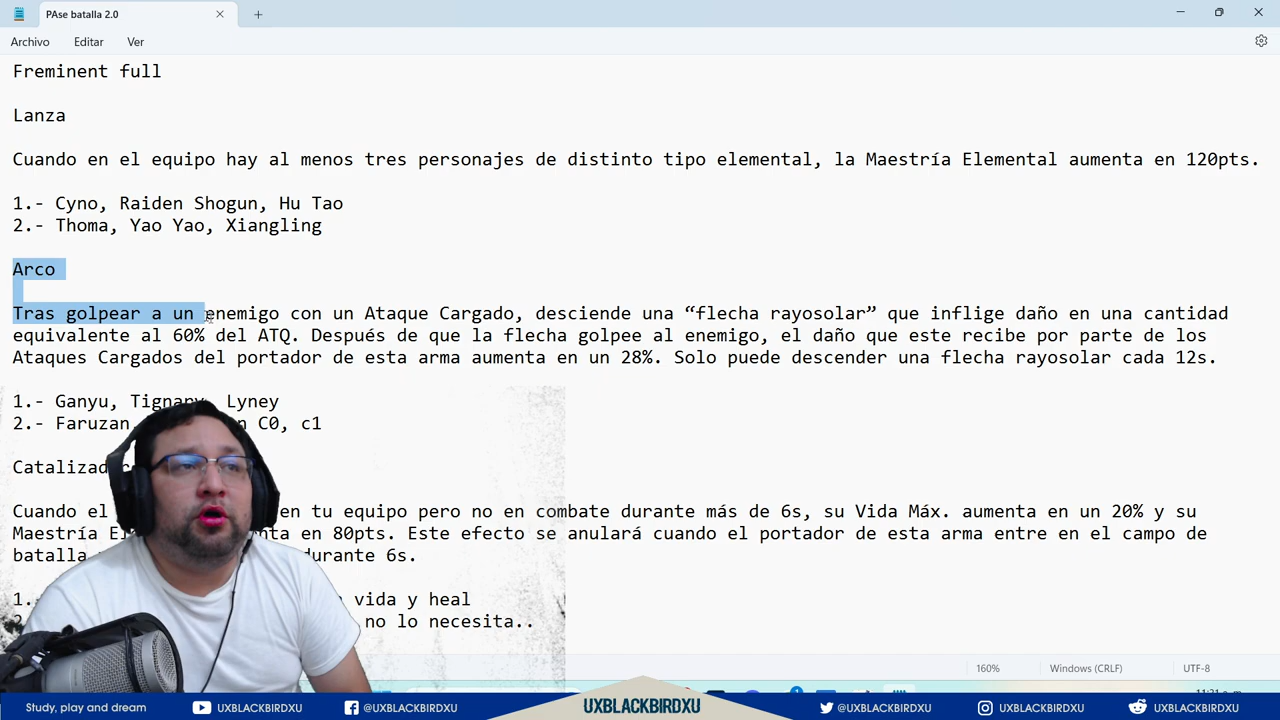 PAse batalla 2.0
Archivo Editar Ver
Freminent full
Lanza
Cuando en el equipo hay al menos tres personajes de distinto tipo elemental, la Maestría Elemental aumenta en 120pts.
1.- Cyno, Raiden Shogun, Hu Tao
2.- Thoma, Yao Yao, Xiangling
Arco
Tras golpear a un enemigo con un Ataque Cargado, desciende una “flecha rayosolar” que inflige daño en una cantidad
equivalente al 60% del ATQ. Después de que la flecha golpee al enemigo, el daño que este recibe por parte de los
Ataques Cargados del portador de esta arma aumenta en un 28%. Solo puede descender una flecha rayosolar cada 12s.
1.- Ganyu, Tignary, Lyney
2.- Faruzan, C0, c1
Cuando el en tu equipo pero no en combate durante más de 6s, su Vida Máx. aumenta en un 20% y su
Maestría en 80pts. Este efecto se anulará cuando el portador de esta arma entre en el campo de
batalla durante 6s.
1. vida y heal
no lo necesita..
160% Windows (CRLF) UTF-8
Study, play and dream UXBLACKBIRDXU @UXBLACKBIRDXU UXBLACKBIRDXU @UXBLACKBIRDXU UXBLACKBIRDXU UXBLACKBIRDXU